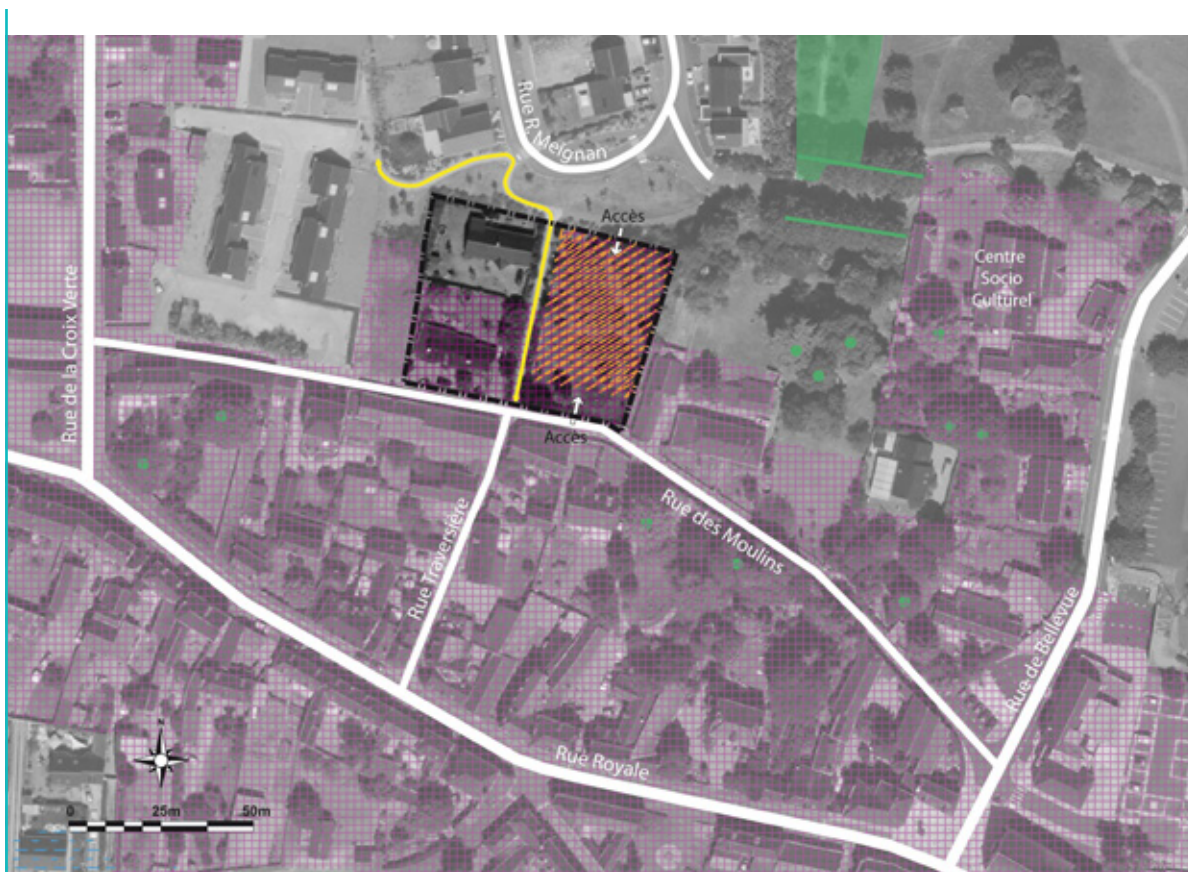 Rue R. Meignan
Accès
Centre
Socio
Culturel
Rue de la Croix Verte
Accès
Rue Traversière
Rue des Moulins
Rue de Bellevue
Rue Royale
N
0 25m 50m